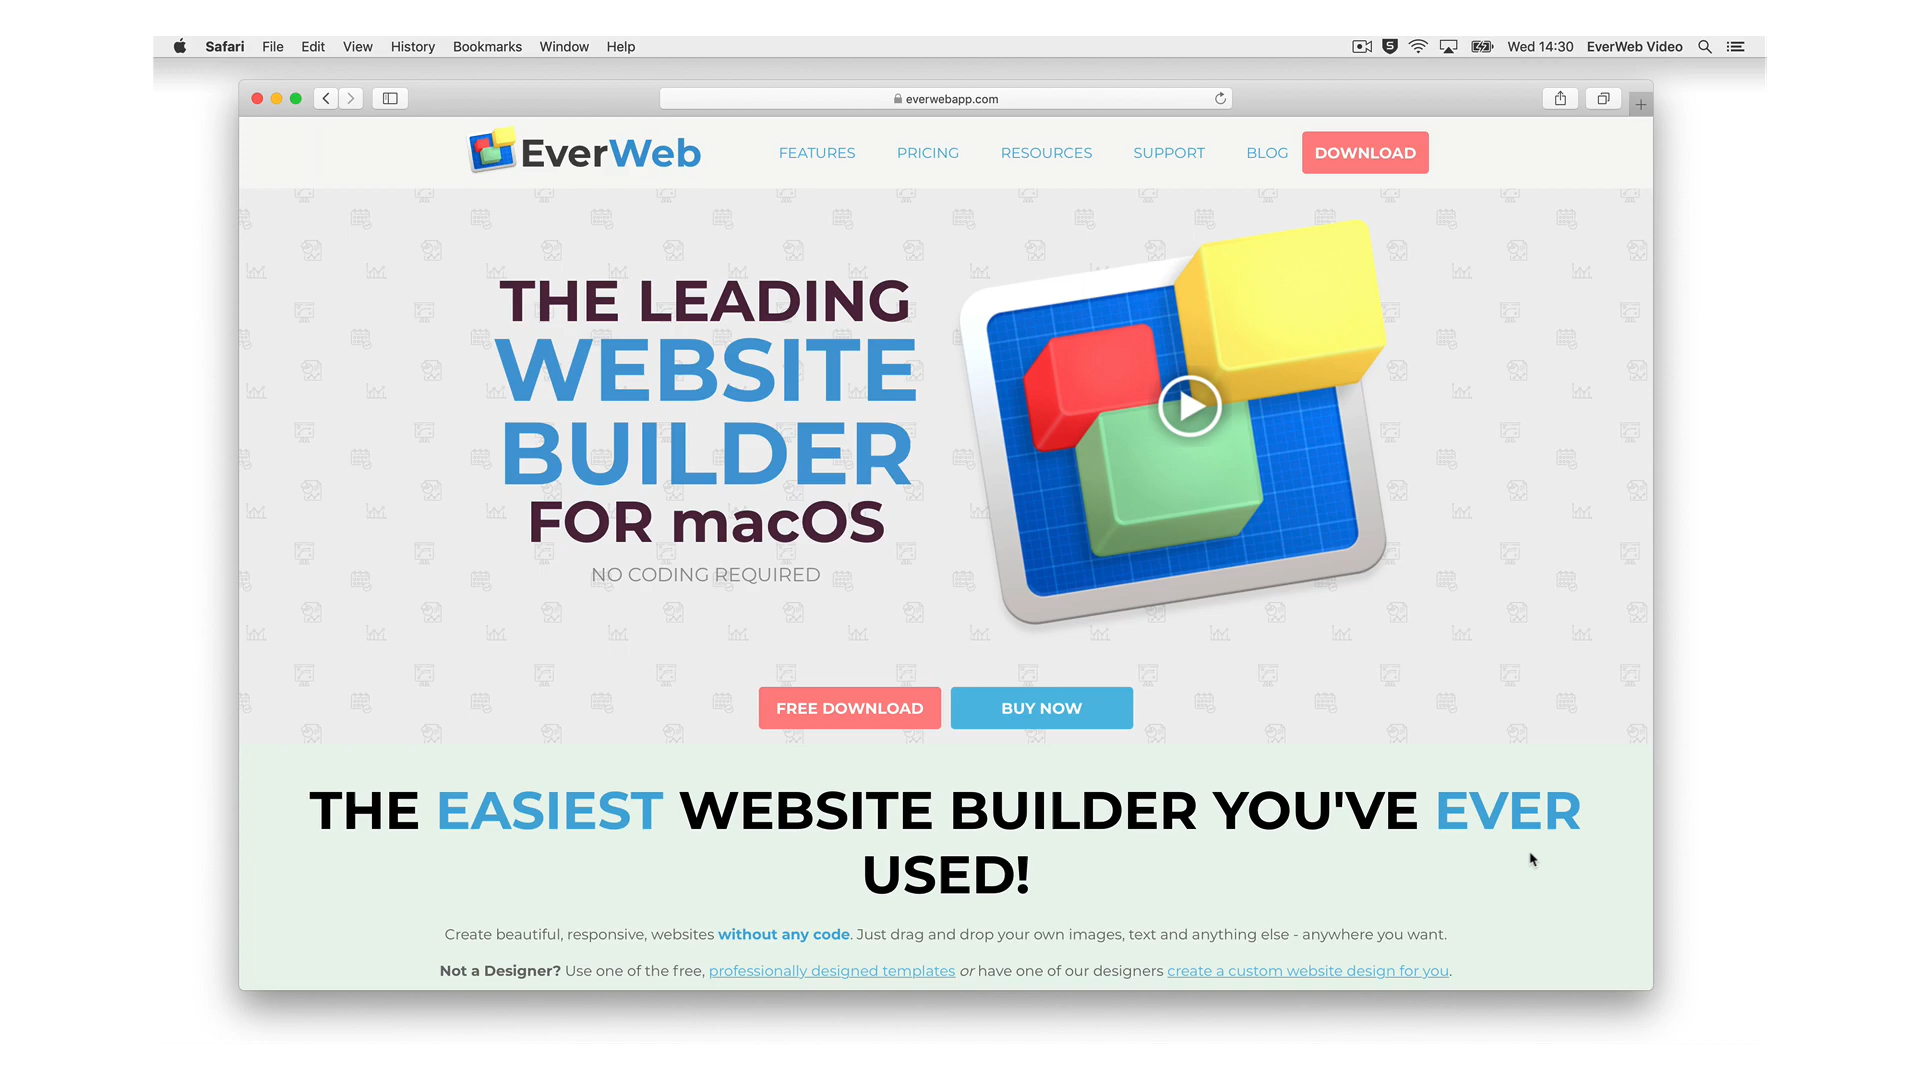 Safari File Edit View History Bookmarks Window Help
Wed 14:30 EverWeb Video
everwebapp.com
EverWeb
FEATURES PRICING RESOURCES SUPPORT BLOG DOWNLOAD
THE LEADING
WEBSITE
BUILDER
FOR macOS
NO CODING REQUIRED
FREE DOWNLOAD BUY NOW
THE EASIEST WEBSITE BUILDER YOU'VE EVER
USED!
Create beautiful, responsive, websites without any code. Just drag and drop your own images, text and anything else - anywhere you want.
Not a Designer? Use one of the free, professionally designed templates or have one of our designers create a custom website design for you.